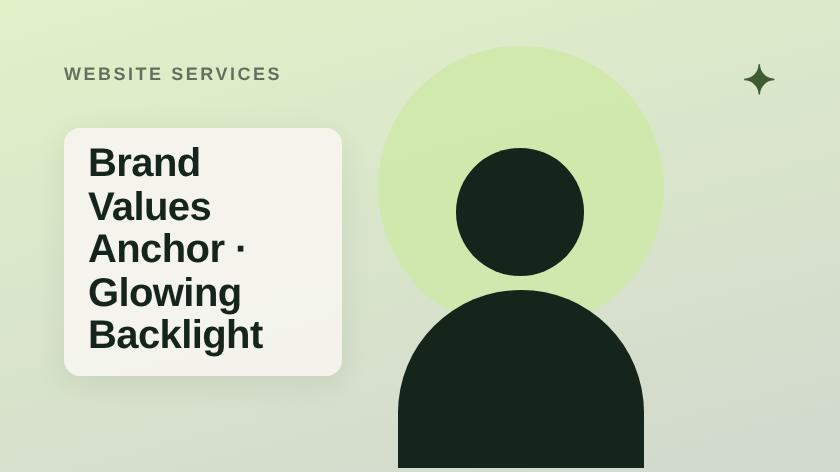 WEBSITE SERVICES
Brand
Values
Anchor ·
Glowing
Backlight